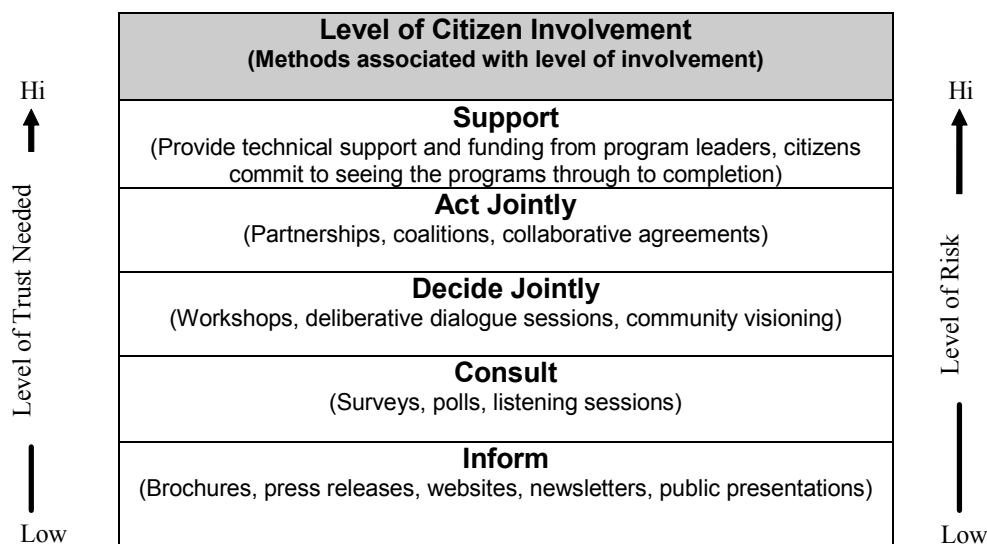 Level of Citizen Involvement
(Methods associated with level of involvement)
Hi
Hi
Support
(Provide technical support and funding from program leaders, citizens
commit to seeing the programs through to completion)
Act Jointly
(Partnerships, coalitions, collaborative agreements)
Level of Trust Needed
Level of Risk
Decide Jointly
(Workshops, deliberative dialogue sessions, community visioning)
Consult
(Surveys, polls, listening sessions)
Inform
(Brochures, press releases, websites, newsletters, public presentations)
Low
Low